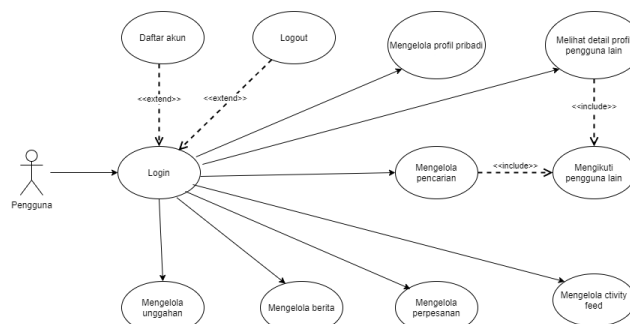 Daftar akun
Logout
Mengelola profil pribadi
Melihat detail profil
pengguna lain
<<extend>>
<<extend>>
<<include>>
Pengguna
Login
Mengelola
pencarian
<<include>>
Mengikuti
pengguna lain
Mengelola
unggahan
Mengelola berita
Mengelola
perpesanan
Mengelola ctivity
feed